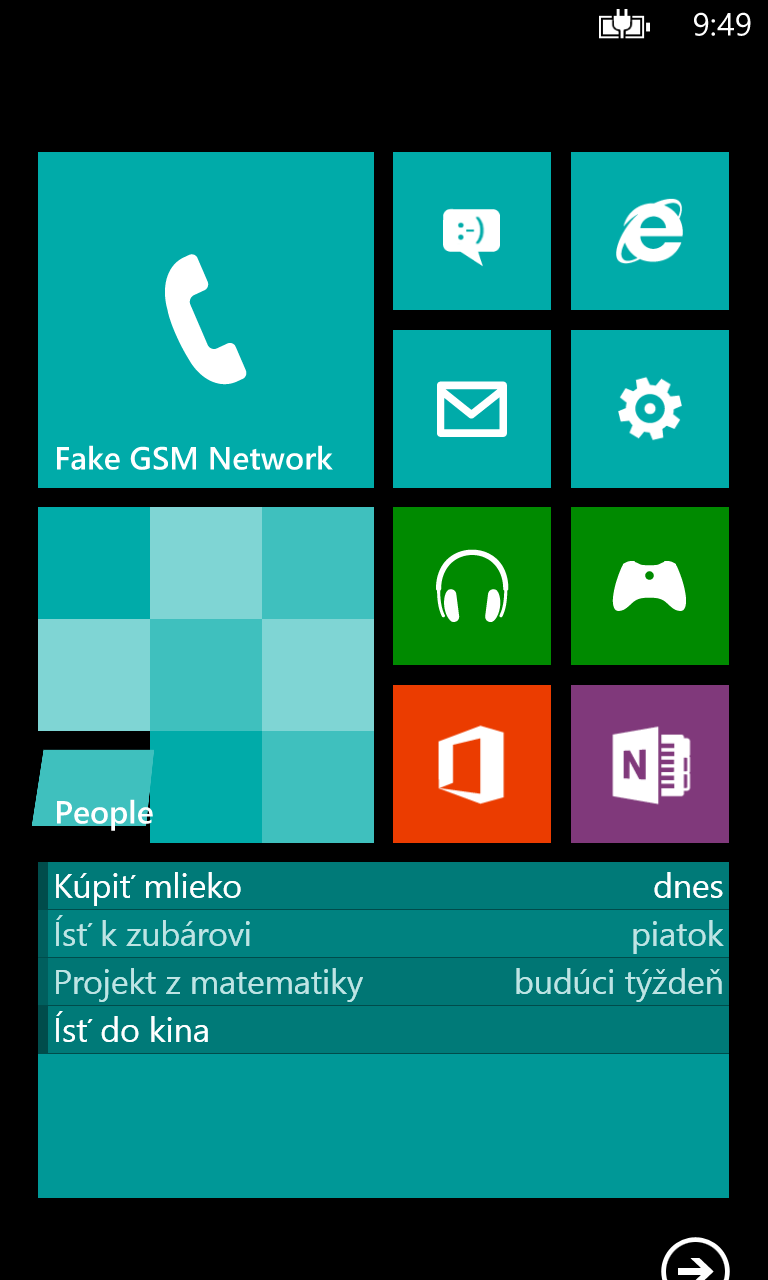 9:49
:-)
Fake GSM Network
N
People
Kúpiť mlieko dnes
Ísť k zubárovi piatok
Projekt z matematiky budúci týždeň
Ísť do kina